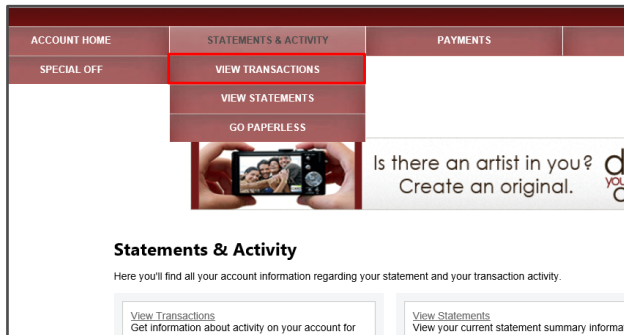 ACCOUNT HOME STATEMENTS & ACTIVITY PAYMENTS
SPECIAL OFF VIEW TRANSACTIONS
VIEW STATEMENTS
GO PAPERLESS
Is there an artist in you?
Create an original.
Statements & Activity
Here you'll find all your account information regarding your statement and your transaction activity.
View Transactions
Get information about activity on your account for
View Statements
View your current statement summary informa